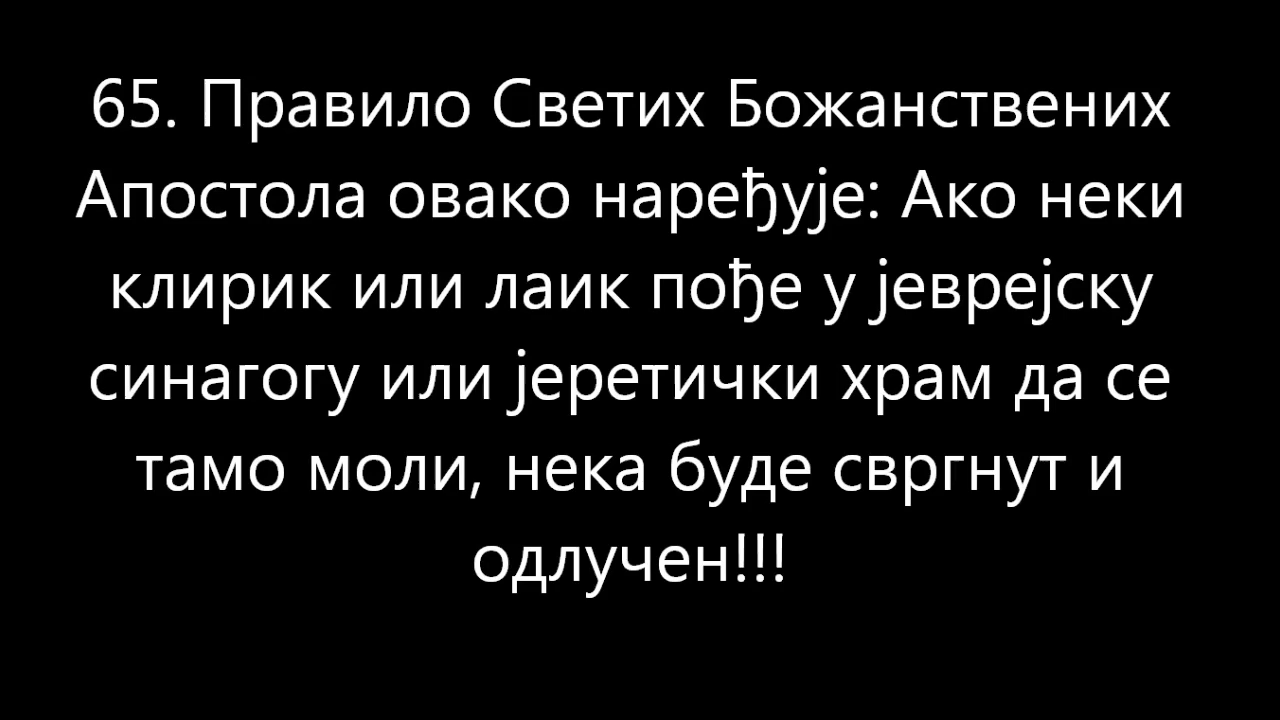 65. Правило Светих Божанствених
Апостола овако наређује: Ако неки
клирик или лаик пође у јеврејску
синагогу или јеретички храм да се
тамо моли, нека буде свргнут и
одлучен!!!